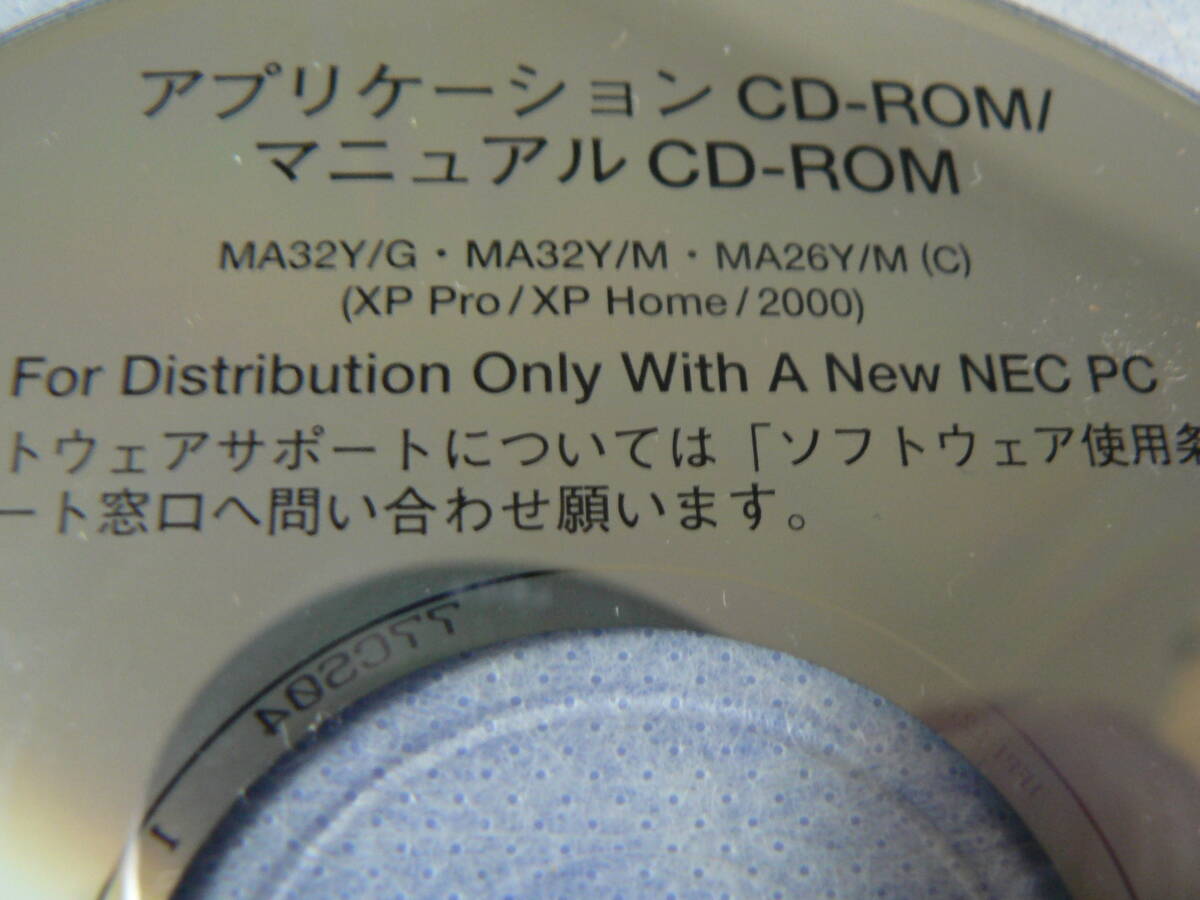 アプリケーション CD-ROM/
マニュアル CD-ROM
MA32Y/G・MA32Y/M・MA26Y/M (C)
(XP Pro/XP Home/2000)
For Distribution Only With A New NEC PC
トウェアサポートについては「ソフトウェア使用条
ート窓口へ問い合わせ願います。